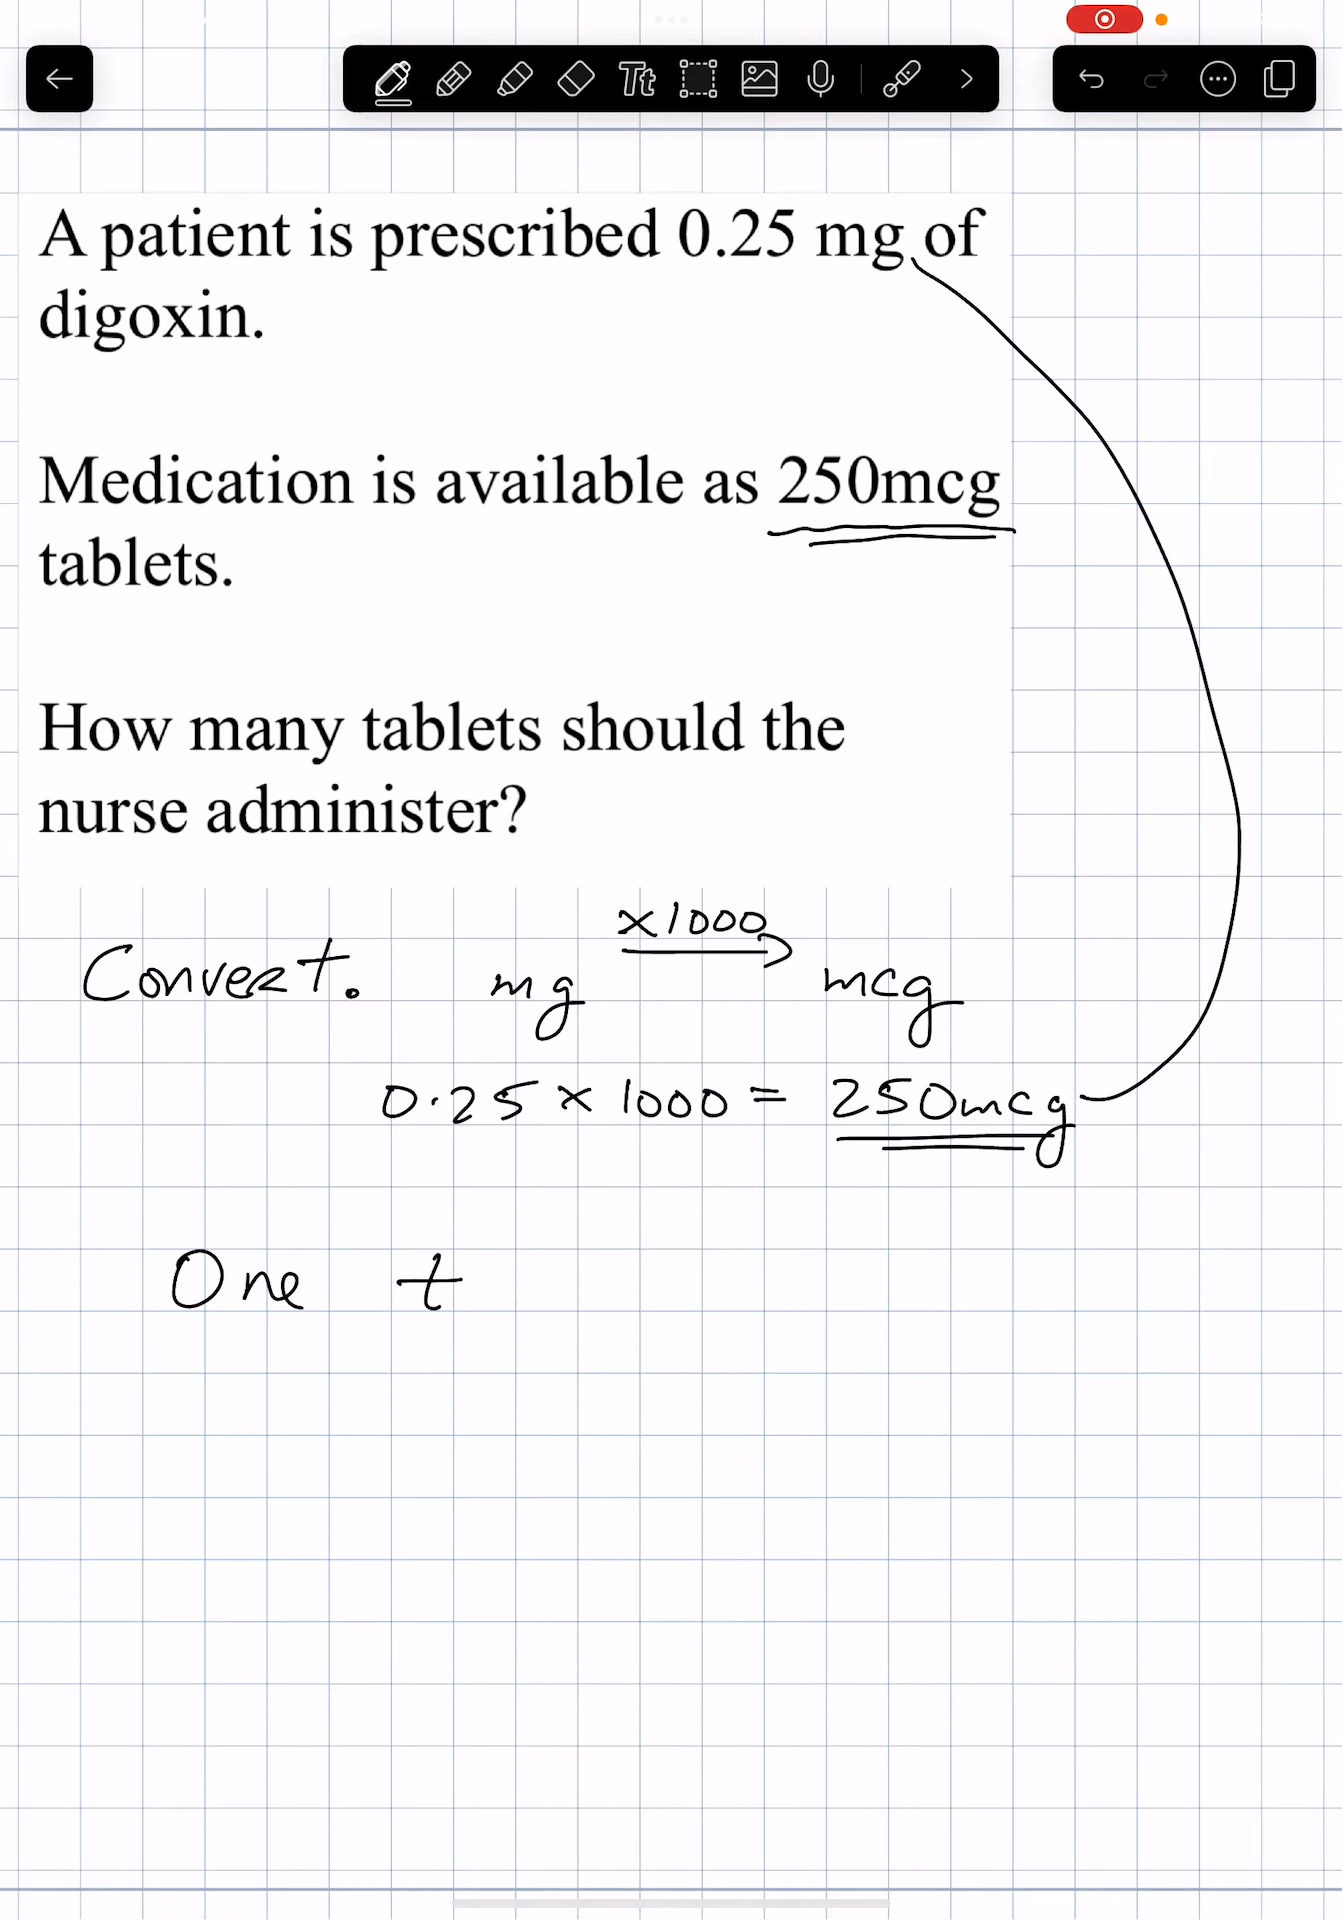 Tt
A patient is prescribed 0.25 mg of
digoxin.
Medication is available as 250mcg
tablets.
How many tablets should the
nurse administer?
×1000
Convert. mg mcg
0.25 × 1000 = 250mcg
One t